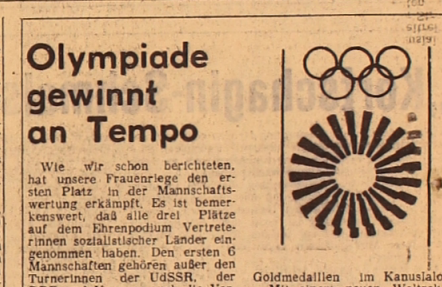 Olympiade
gewinnt
an Tempo
Wie wir schon berichteten,
hat unsere Frauenriege den er-
sten Platz in der Mannschafts-
wertung erkämpft. Es ist bemer-
kenswert, daß alle drei Plätze
auf dem Ehrenpodium Vertrete-
rinnen sozialistischer Länder ein-
genommen haben. Den ersten 6
Mannschaften gehören außer den
Turnerinnen der UdSSR, der
Goldmedaillen im Kanuslalo